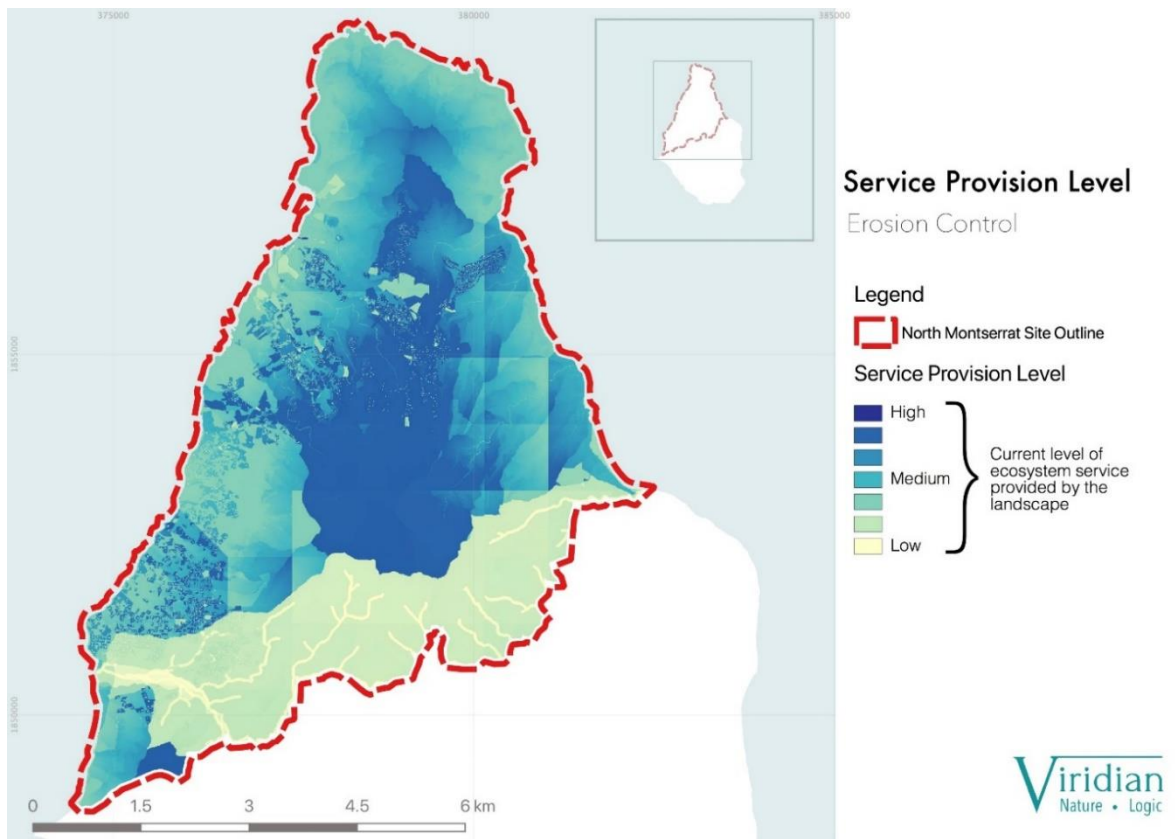 375000
380000
385000
1855000
1850000
Service Provision Level
Erosion Control
Legend
North Montserrat Site Outline
Service Provision Level
High
Medium
Low
Current level of
ecosystem service
provided by the
landscape
0 1.5 3 4.5 6 km
Viridian
Nature • Logic